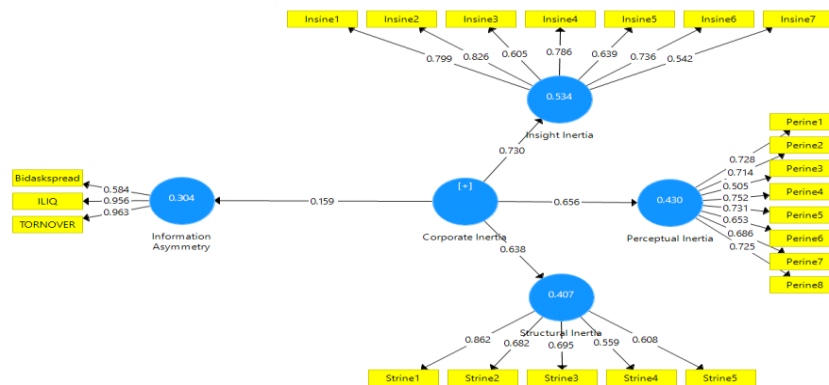 Insine1 Insine2 Insine3 Insine4 Insine5 Insine6 Insine7
0.799 0.826 0.605 0.786 0.639 0.736 0.542
0.534
Insight Inertia
0.730
Bidaskspread
ILIQ
TORNOVER
0.584
0.956
0.963
0.304
Information
Asymmetry
0.159
[+]
Corporate Inertia
0.656
0.430
Perceptual Inertia
0.728
0.714
0.505
0.752
0.731
0.653
0.686
0.725
Perine1
Perine2
Perine3
Perine4
Perine5
Perine6
Perine7
Perine8
0.638
0.407
Structural Inertia
0.862 0.682 0.695 0.559 0.608
Strine1 Strine2 Strine3 Strine4 Strine5